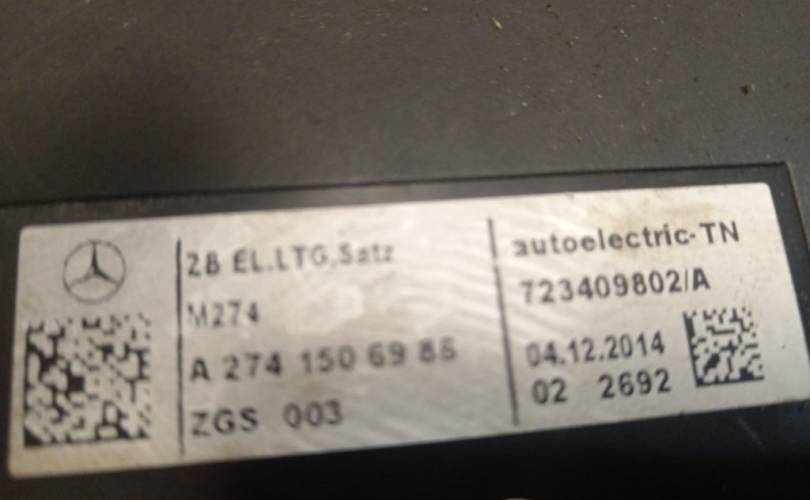 ZB EL.LTG.Satz
M274
A 274 150 69 86
ZGS 003
autoelectric-TN
723409802/A
04.12.2014
02 2692